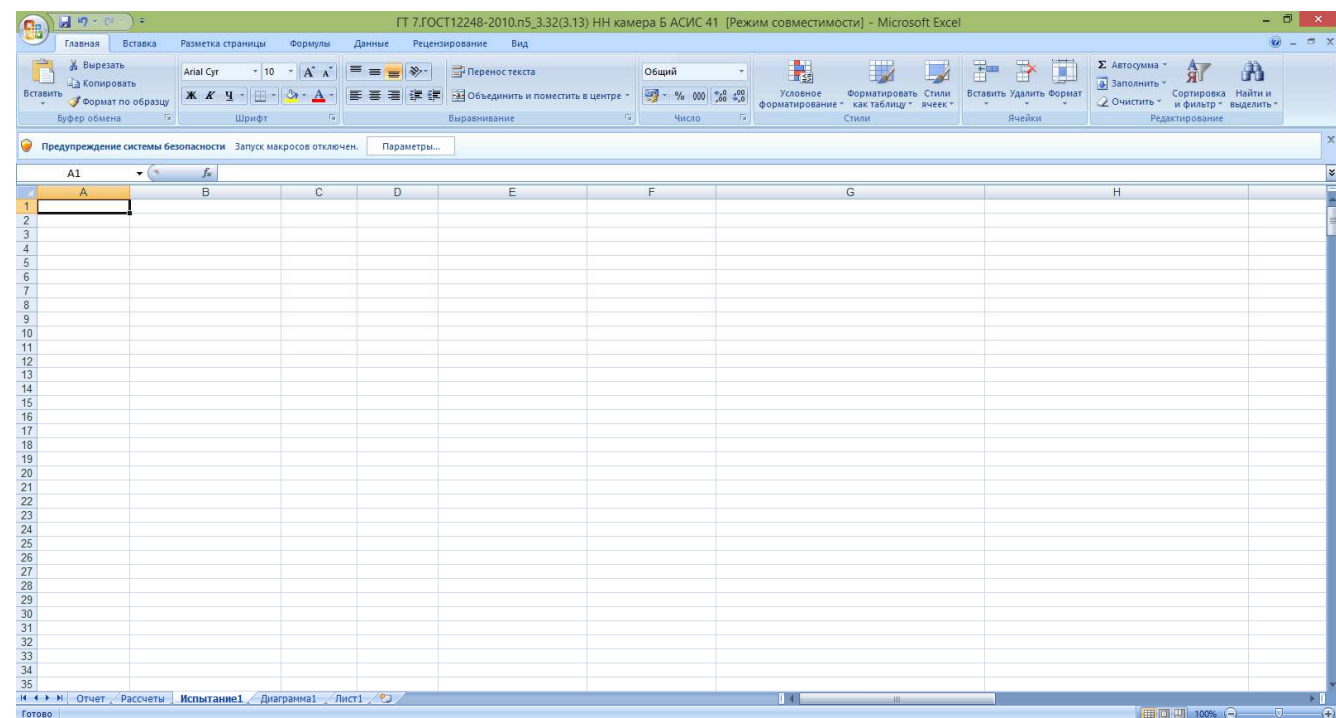 ГТ 7.ГОСТ12248-2010.п5_3.32(3.13) НН камера Б АСИС 41 [Режим совместимости] - Microsoft Excel
Главная Вставка Разметка страницы Формулы Данные Рецензирование Вид
Вставить
Вырезать
Копировать
Формат по образцу
Буфер обмена
Arial Cyr 10
Ж К Ч
Шрифт
Перенос текста
Объединить и поместить в центре
Выравнивание
Общий
% 000
Число
Условное форматирование
Форматировать как таблицу
Стили ячеек
Стили
Вставить Удалить Формат
Ячейки
Σ Автосумма
Заполнить
Очистить
Сортировка и фильтр
Найти и выделить
Редактирование
Предупреждение системы безопасности Запуск макросов отключен. Параметры...
A1 fx
A B C D E F G H
1
2
3
4
5
6
7
8
9
10
11
12
13
14
15
16
17
18
19
20
21
22
23
24
25
26
27
28
29
30
31
32
33
34
35
Отчет Рассчеты Испытание1 Диаграмма1 Лист1
Готово 100%